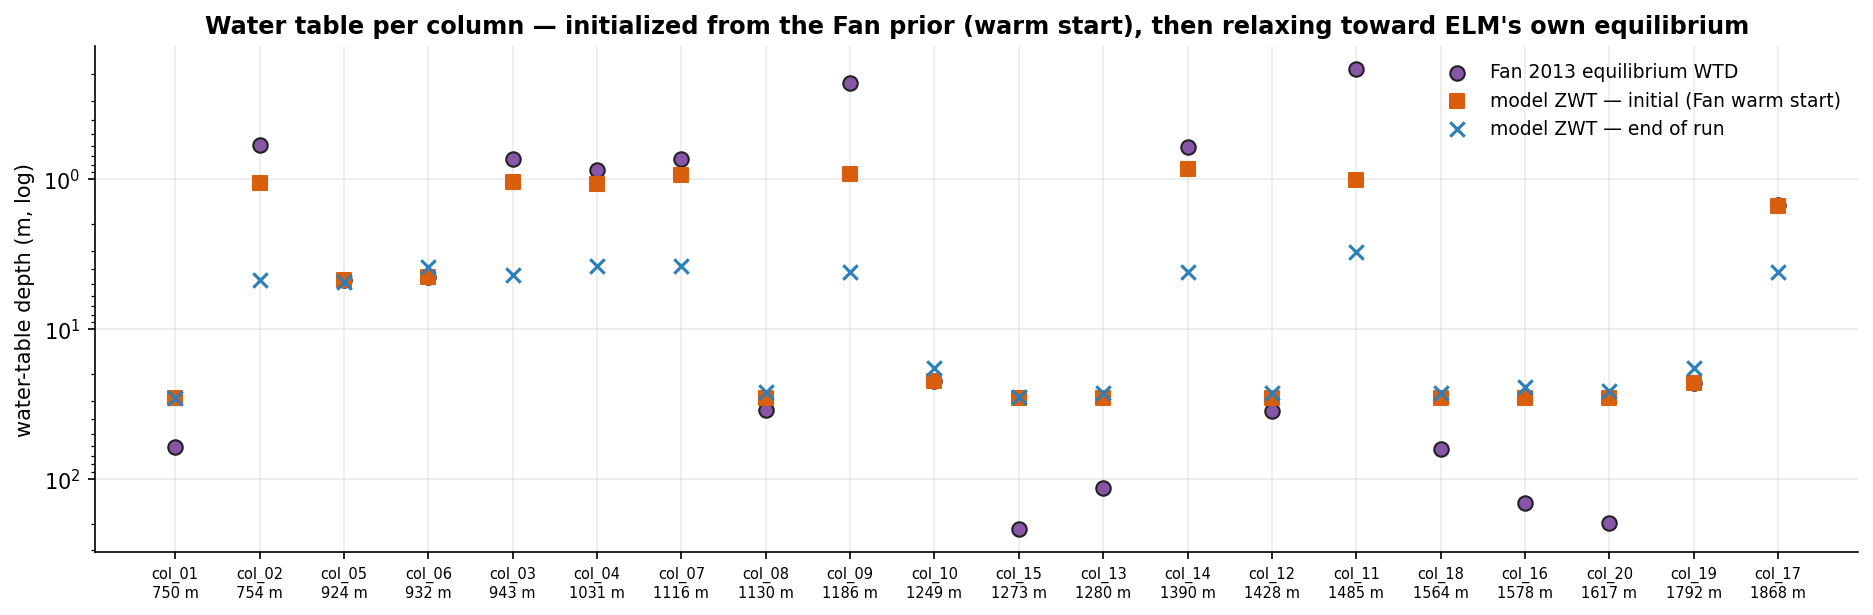 Water table per column — initialized from the Fan prior (warm start), then relaxing toward ELM's own equilibrium
Fan 2013 equilibrium WTD
model ZWT — initial (Fan warm start)
model ZWT — end of run
water-table depth (m, log)
10⁰
10¹
10²
col_01 col_02 col_05 col_06 col_03 col_04 col_07 col_08 col_09 col_10 col_15 col_13 col_14 col_12 col_11 col_18 col_16 col_20 col_19 col_17
750 m 754 m 924 m 932 m 943 m 1031 m 1116 m 1130 m 1186 m 1249 m 1273 m 1280 m 1390 m 1428 m 1485 m 1564 m 1578 m 1617 m 1792 m 1868 m